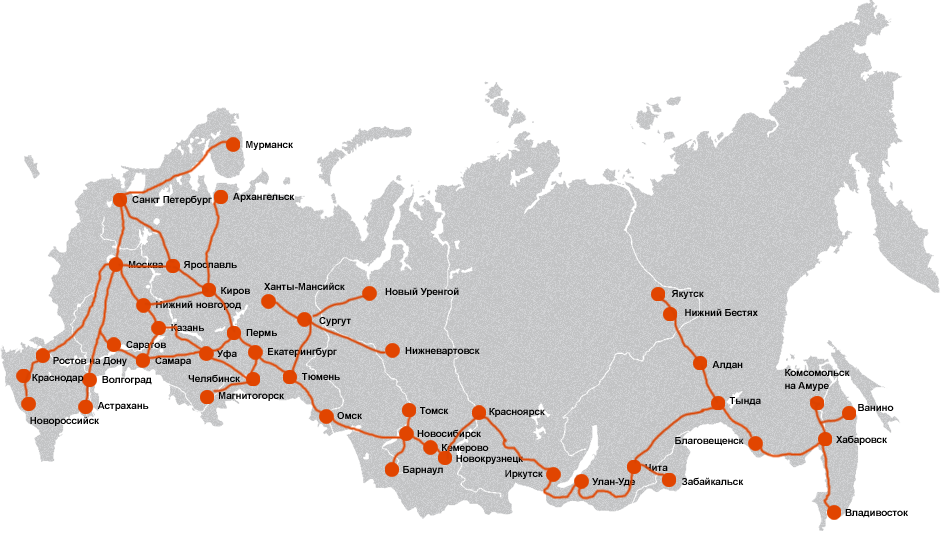 Мурманск
Санкт Петербург
Архангельск
Москва
Ярославль
Ханты-Мансийск
Киров
Новый Уренгой
Якутск
Нижний новгород
Нижний Бестях
Сургут
Казань
Пермь
Саратов
Екатеринбург
Нижневартовск
Ростов на Дону
Самара
Уфа
Алдан
Краснодар
Волгоград
Челябинск
Тюмень
Комсомольск
на Амуре
Магнитогорск
Тында
Астрахань
Ванино
Новороссийск
Омск
Томск
Красноярск
Новосибирск
Благовещенск
Хабаровск
Кемерово
Новокрузнецк
Барнаул
Иркутск
Чита
Улан-Уде
Забайкальск
Владивосток